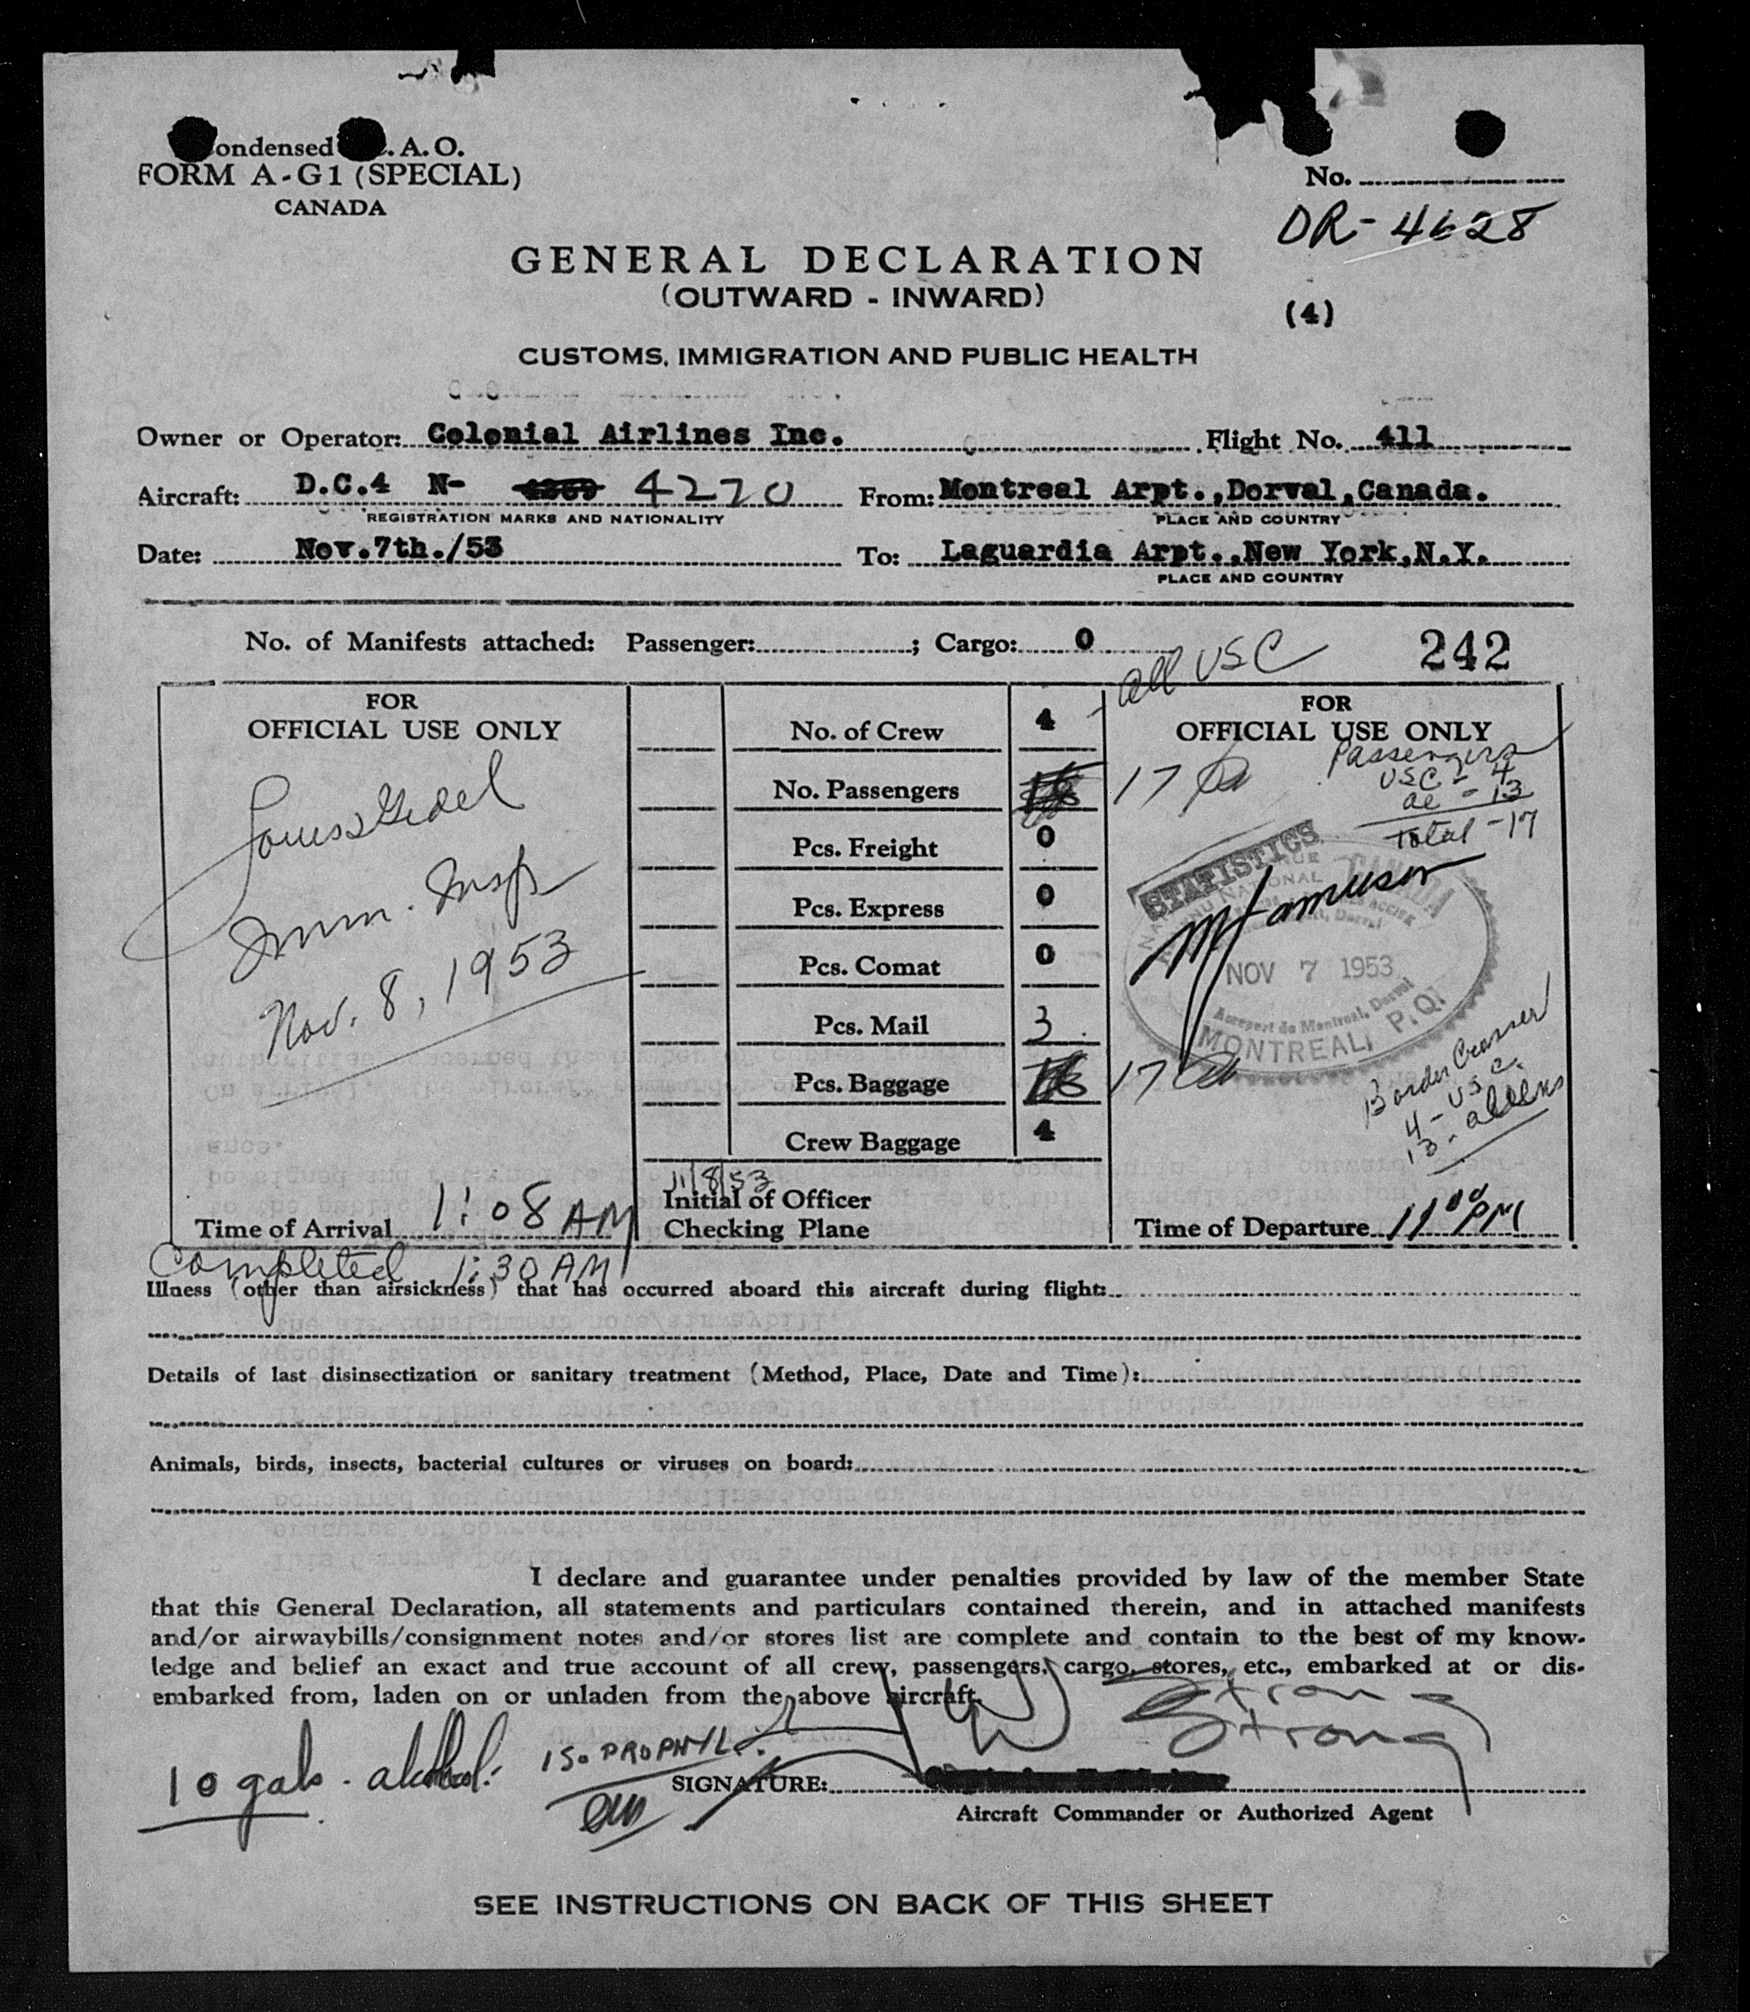 ondensed .A.O.
FORM A-G1 (SPECIAL)
CANADA
No.
DR-4628
GENERAL DECLARATION
(OUTWARD - INWARD)
(4)
CUSTOMS, IMMIGRATION AND PUBLIC HEALTH
Owner or Operator: Colonial Airlines Inc. Flight No. 411
Aircraft: D.C.4 N- 4270 From: Montreal Arpt.,Dorval,Canada.
REGISTRATION MARKS AND NATIONALITY PLACE AND COUNTRY
Date: Nov.7th./53 To: Laguardia Arpt.,New York,N.Y.
PLACE AND COUNTRY
No. of Manifests attached: Passenger: ; Cargo: 0
all USC
242
FOR
OFFICIAL USE ONLY
Imm. Insp
Nov. 8, 1953
Time of Arrival 1:08 AM
Completed 1:30 AM
No. of Crew 4
No. Passengers 17
Pcs. Freight 0
Pcs. Express 0
Pcs. Comat 0
Pcs. Mail 3
Pcs. Baggage 17
Crew Baggage 4
11/8/53
Initial of Officer
Checking Plane
FOR
OFFICIAL USE ONLY
Passengers
USC - 4
al - 13
Total - 17
STATISTICS
CANADA
NOV 7 1953
Aeroport de Montreal, Dorval
MONTREAL, P.Q.
Border Crosser
4 - USC.
13 - aliens
Time of Departure 11 00 PM
Illness (other than airsickness) that has occurred aboard this aircraft during flight:
Details of last disinsectization or sanitary treatment (Method, Place, Date and Time):
Animals, birds, insects, bacterial cultures or viruses on board:
I declare and guarantee under penalties provided by law of the member State
that this General Declaration, all statements and particulars contained therein, and in attached manifests
and/or airwaybills/consignment notes and/or stores list are complete and contain to the best of my know-
ledge and belief an exact and true account of all crew, passengers, cargo, stores, etc., embarked at or dis-
embarked from, laden on or unladen from the above aircraft.
Strong
Strong
10 gals. alcohol. ISOPROPHYL.
SIGNATURE:
Aircraft Commander or Authorized Agent
SEE INSTRUCTIONS ON BACK OF THIS SHEET